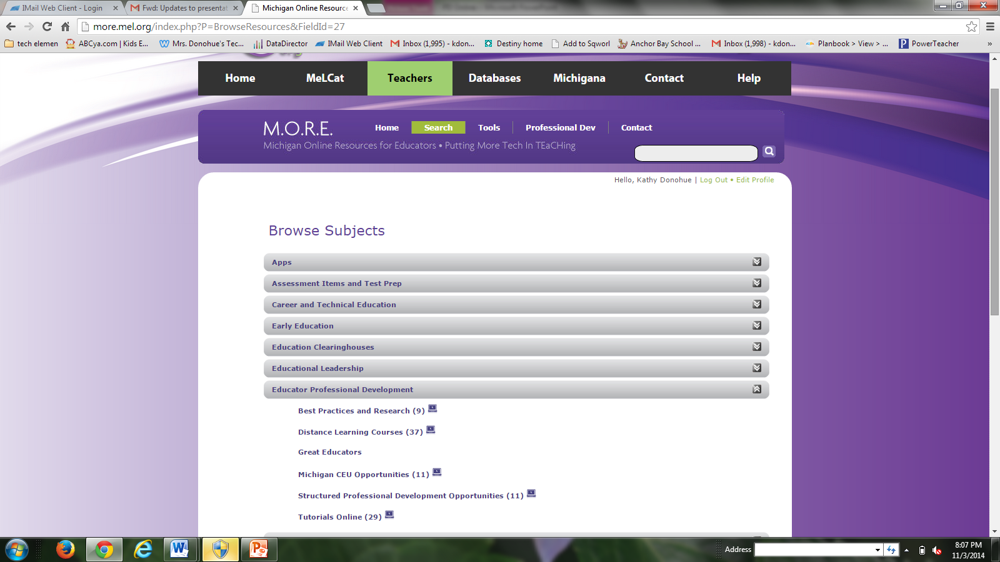 IMail Web Client - Login
Fwd: Updates to presentat
Michigan Online Resource
more.mel.org/index.php?P=BrowseResources&FieldId=27
tech elemen
ABCya.com | Kids E...
Mrs. Donohue's Tec...
DataDirector
IMail Web Client
Inbox (1,995) - kdon...
Destiny home
Add to Sqworl
Anchor Bay School ...
Inbox (1,998) - kdon...
Planbook > View > ...
PowerTeacher
»
Home MeLCat Teachers Databases Michigana Contact Help
M.O.R.E. Home Search Tools Professional Dev Contact
Michigan Online Resources for Educators • Putting More Tech In TEaCHing
Hello, Kathy Donohue | Log Out • Edit Profile
Browse Subjects
Apps
Assessment Items and Test Prep
Career and Technical Education
Early Education
Education Clearinghouses
Educational Leadership
Educator Professional Development
Best Practices and Research (9)
Distance Learning Courses (37)
Great Educators
Michigan CEU Opportunities (11)
Structured Professional Development Opportunities (11)
Tutorials Online (29)
Address
8:07 PM
11/3/2014